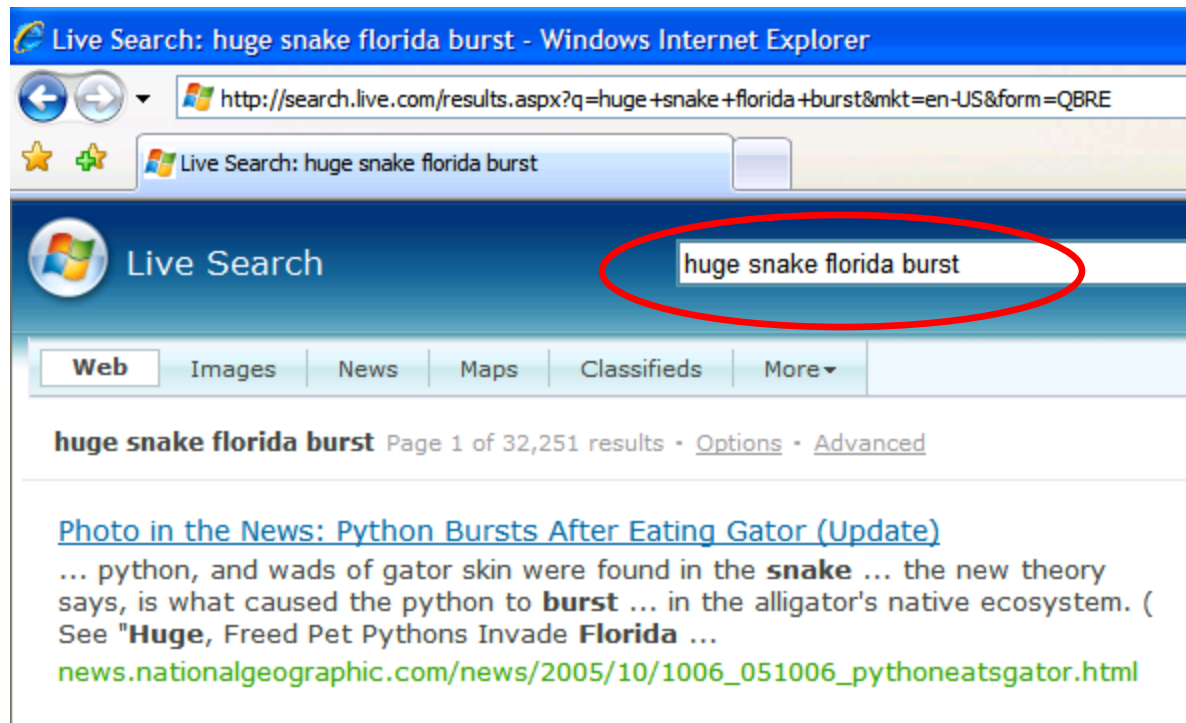 Live Search: huge snake florida burst - Windows Internet Explorer
http://search.live.com/results.aspx?q=huge+snake+florida+burst&mkt=en-US&form=QBRE
Live Search: huge snake florida burst
Live Search
huge snake florida burst
Web Images News Maps Classifieds More
huge snake florida burst Page 1 of 32,251 results • Options • Advanced
Photo in the News: Python Bursts After Eating Gator (Update)
... python, and wads of gator skin were found in the snake ... the new theory
says, is what caused the python to burst ... in the alligator's native ecosystem. (
See "Huge, Freed Pet Pythons Invade Florida ...
news.nationalgeographic.com/news/2005/10/1006_051006_pythoneatsgator.html